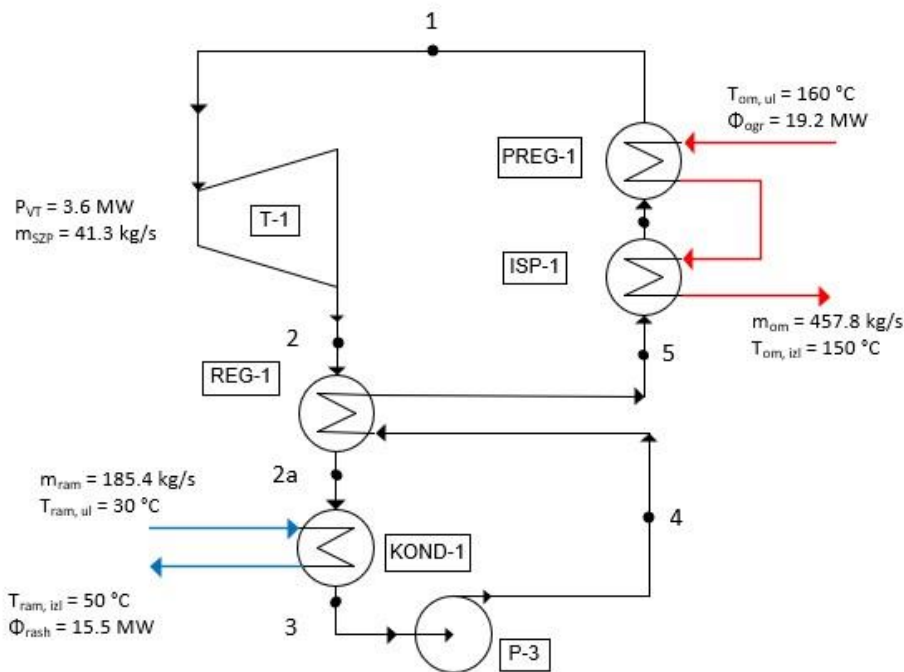 1
T_om, ul = 160 °C
Φ_ogr = 19.2 MW
PREG-1
P_VT = 3.6 MW
m_SZP = 41.3 kg/s
T-1
ISP-1
m_om = 457.8 kg/s
T_om, izl = 150 °C
2
5
REG-1
2a
m_ram = 185.4 kg/s
T_ram, ul = 30 °C
4
KOND-1
T_ram, izl = 50 °C
Φ_rash = 15.5 MW
3
P-3